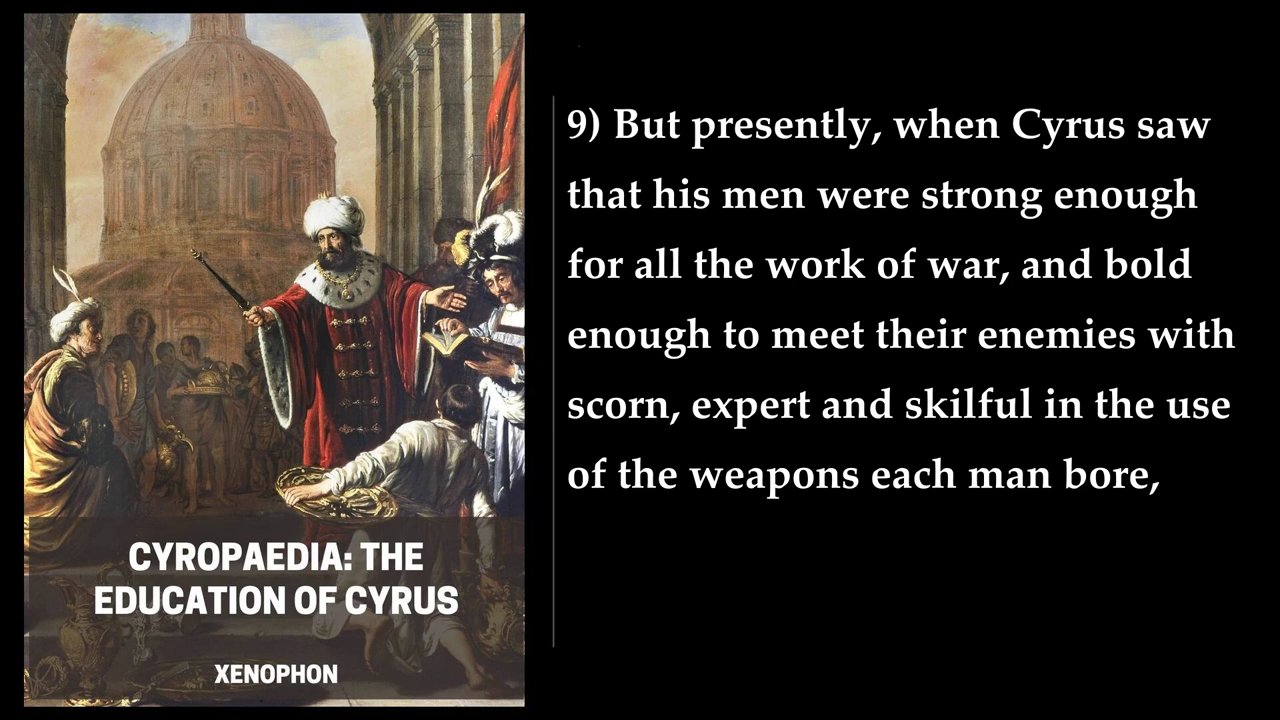 CYROPAEDIA: THE
EDUCATION OF CYRUS
XENOPHON
9) But presently, when Cyrus saw
that his men were strong enough
for all the work of war, and bold
enough to meet their enemies with
scorn, expert and skilful in the use
of the weapons each man bore,